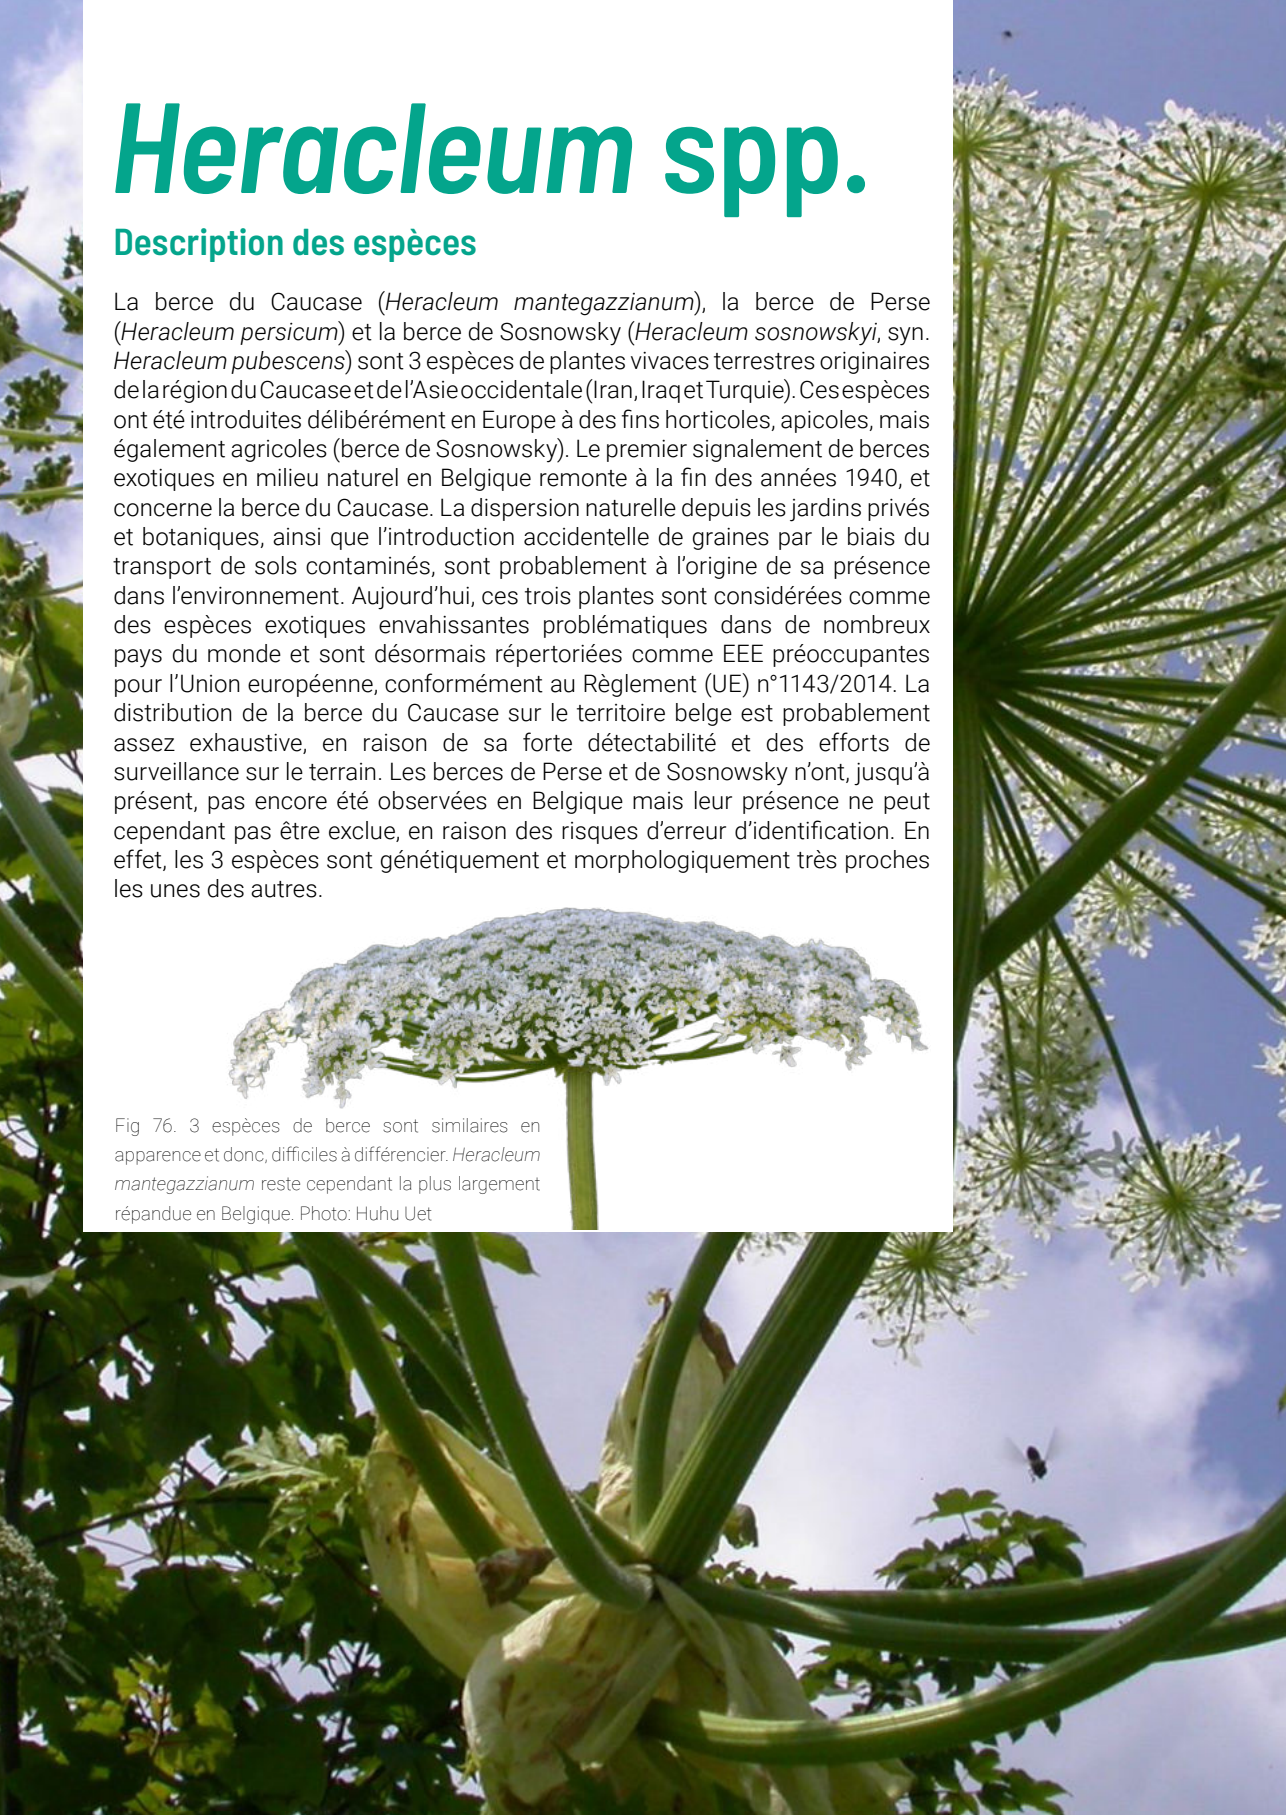 Heracleum spp.
Description des espèces
La berce du Caucase (Heracleum mantegazzianum), la berce de Perse
(Heracleum persicum) et la berce de Sosnowsky (Heracleum sosnowskyi, syn.
Heracleum pubescens) sont 3 espèces de plantes vivaces terrestres originaires
de la région du Caucase et de l'Asie occidentale (Iran, Iraq et Turquie). Ces espèces
ont été introduites délibérément en Europe à des fins horticoles, apicoles, mais
également agricoles (berce de Sosnowsky). Le premier signalement de berces
exotiques en milieu naturel en Belgique remonte à la fin des années 1940, et
concerne la berce du Caucase. La dispersion naturelle depuis les jardins privés
et botaniques, ainsi que l'introduction accidentelle de graines par le biais du
transport de sols contaminés, sont probablement à l'origine de sa présence
dans l'environnement. Aujourd'hui, ces trois plantes sont considérées comme
des espèces exotiques envahissantes problématiques dans de nombreux
pays du monde et sont désormais répertoriées comme EEE préoccupantes
pour l'Union européenne, conformément au Règlement (UE) n°1143/2014. La
distribution de la berce du Caucase sur le territoire belge est probablement
assez exhaustive, en raison de sa forte détectabilité et des efforts de
surveillance sur le terrain. Les berces de Perse et de Sosnowsky n'ont, jusqu'à
présent, pas encore été observées en Belgique mais leur présence ne peut
cependant pas être exclue, en raison des risques d'erreur d'identification. En
effet, les 3 espèces sont génétiquement et morphologiquement très proches
les unes des autres.
Fig 76. 3 espèces de berce sont similaires en
apparence et donc, difficiles à différencier. Heracleum
mantegazzianum reste cependant la plus largement
répandue en Belgique. Photo: Huhu Uet